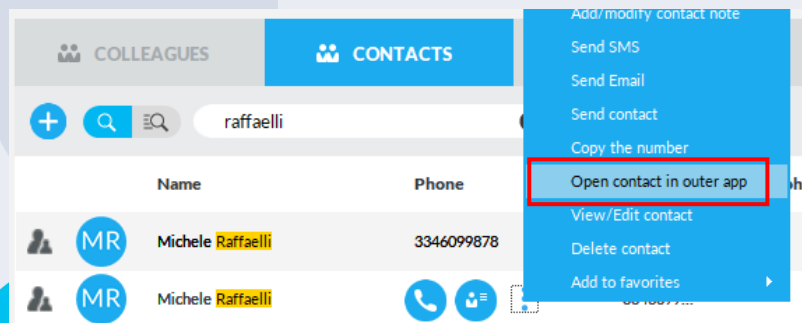 Add/modify contact note
COLLEAGUES
CONTACTS
Send SMS
Send Email
Send contact
raffaelli
Copy the number
Name
Phone
Open contact in outer app
View/Edit contact
MR
Michele Raffaelli
3346099878
Delete contact
Add to favorites
MR
Michele Raffaelli